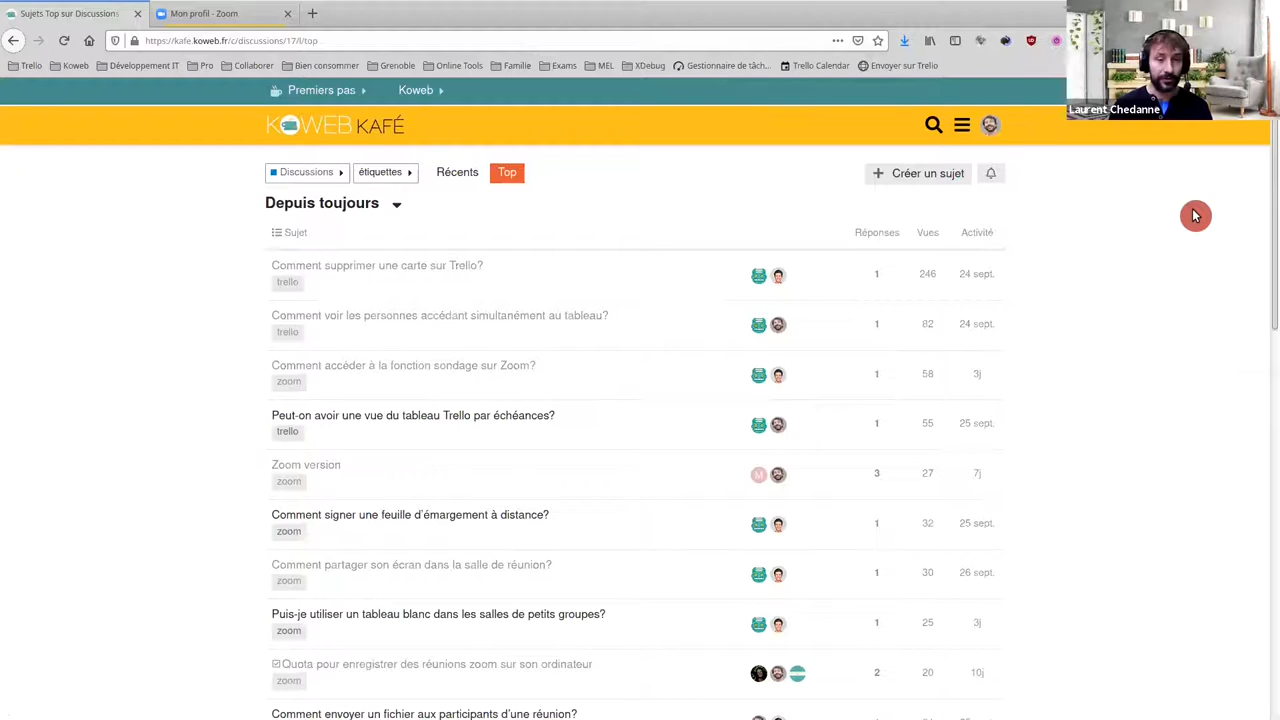 Sujets Top sur Discussions
Mon profil - Zoom
https://kafe.koweb.fr/c/discussions/17/l/top
Trello Koweb Développement IT Pro Collaborer Bien consommer Grenoble Online Tools Famille Exams MEL XDebug Gestionnaire de tâch... Trello Calendar Envoyer sur Trello
Laurent Chedanne
Premiers pas Koweb
KOWEB KAFÉ
Discussions étiquettes Récents Top Créer un sujet
Depuis toujours
Sujet Réponses Vues Activité
Comment supprimer une carte sur Trello? 1 246 24 sept.
trello
Comment voir les personnes accédant simultanément au tableau? 1 82 24 sept.
trello
Comment accéder à la fonction sondage sur Zoom? 1 58 3j
zoom
Peut-on avoir une vue du tableau Trello par échéances? 1 55 25 sept.
trello
Zoom version M 3 27 7j
zoom
Comment signer une feuille d'émargement à distance? 1 32 25 sept.
zoom
Comment partager son écran dans la salle de réunion? 1 30 26 sept.
zoom
Puis-je utiliser un tableau blanc dans les salles de petits groupes? 1 25 3j
zoom
Quota pour enregistrer des réunions zoom sur son ordinateur 2 20 10j
zoom
Comment envoyer un fichier aux participants d'une réunion?